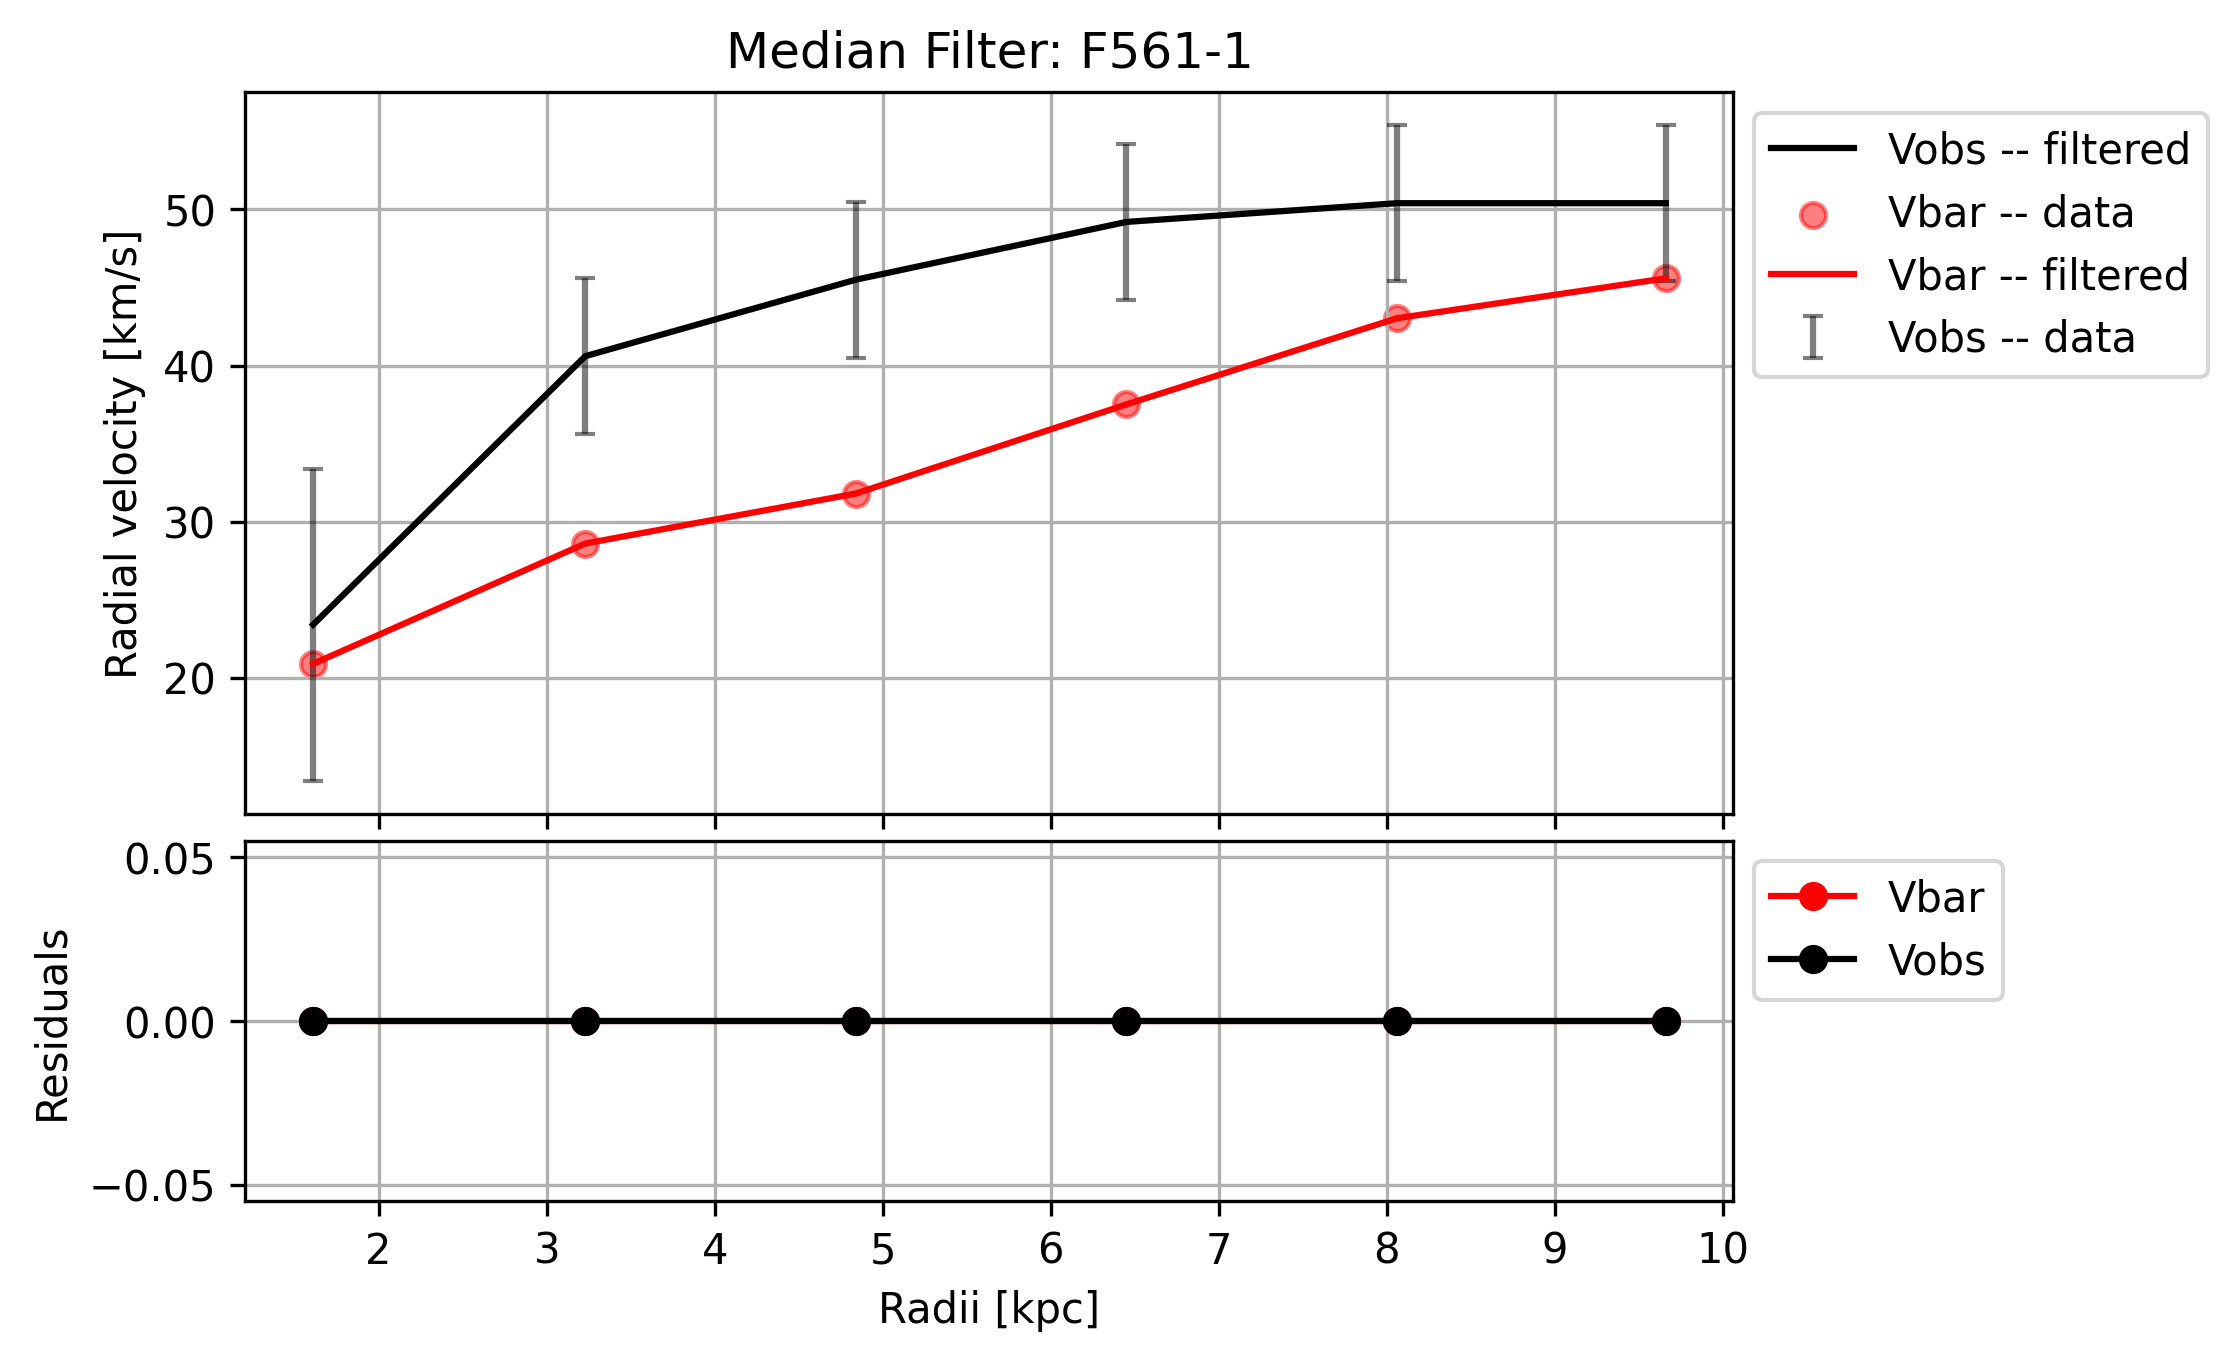 Median Filter: F561-1
Radial velocity [km/s]
50
40
30
20
Vobs -- filtered
Vbar -- data
Vbar -- filtered
Vobs -- data
Residuals
0.05
0.00
−0.05
Vbar
Vobs
2 3 4 5 6 7 8 9 10
Radii [kpc]